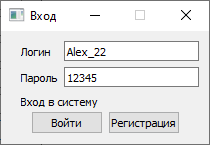 Вход
Логин Alex_22
Пароль 12345
Вход в систему
Войти Регистрация